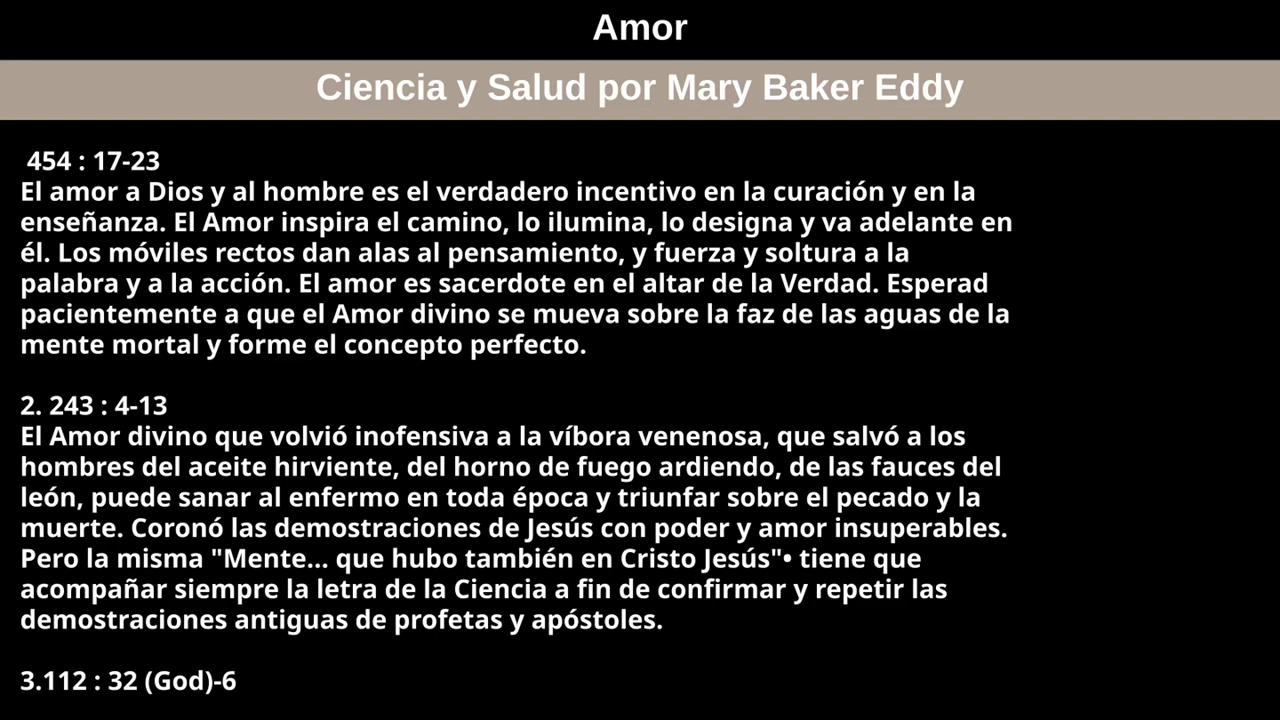 Amor
Ciencia y Salud por Mary Baker Eddy
454 : 17-23
El amor a Dios y al hombre es el verdadero incentivo en la curación y en la
enseñanza. El Amor inspira el camino, lo ilumina, lo designa y va adelante en
él. Los móviles rectos dan alas al pensamiento, y fuerza y soltura a la
palabra y a la acción. El amor es sacerdote en el altar de la Verdad. Esperad
pacientemente a que el Amor divino se mueva sobre la faz de las aguas de la
mente mortal y forme el concepto perfecto.
2. 243 : 4-13
El Amor divino que volvió inofensiva a la víbora venenosa, que salvó a los
hombres del aceite hirviente, del horno de fuego ardiendo, de las fauces del
león, puede sanar al enfermo en toda época y triunfar sobre el pecado y la
muerte. Coronó las demostraciones de Jesús con poder y amor insuperables.
Pero la misma "Mente... que hubo también en Cristo Jesús"• tiene que
acompañar siempre la letra de la Ciencia a fin de confirmar y repetir las
demostraciones antiguas de profetas y apóstoles.
3.112 : 32 (God)-6